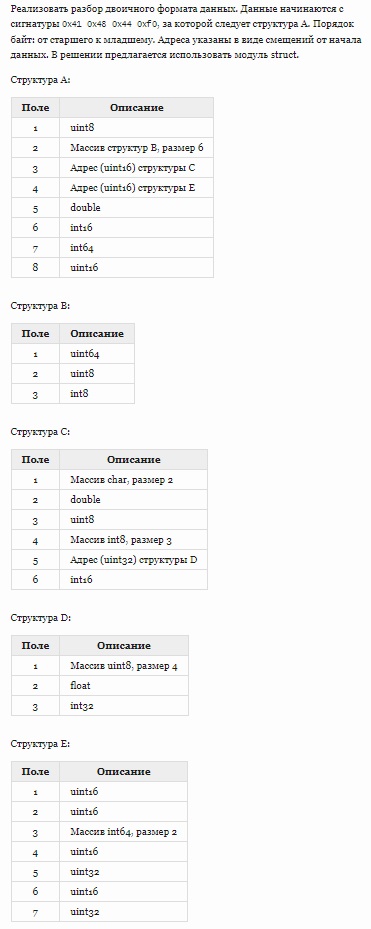 Реализовать разбор двоичного формата данных. Данные начинаются с
сигнатуры 0x41 0x48 0x44 0xf0, за которой следует структура A. Порядок
байт: от старшего к младшему. Адреса указаны в виде смещений от начала
данных. В решении предлагается использовать модуль struct.
Структура A:
Поле Описание
1 uint8
2 Массив структур B, размер 6
3 Адрес (uint16) структуры C
4 Адрес (uint16) структуры E
5 double
6 int16
7 int64
8 uint16
Структура B:
Поле Описание
1 uint64
2 uint8
3 int8
Структура C:
Поле Описание
1 Массив char, размер 2
2 double
3 uint8
4 Массив int8, размер 3
5 Адрес (uint32) структуры D
6 int16
Структура D:
Поле Описание
1 Массив uint8, размер 4
2 float
3 int32
Структура E:
Поле Описание
1 uint16
2 uint16
3 Массив int64, размер 2
4 uint16
5 uint32
6 uint16
7 uint32